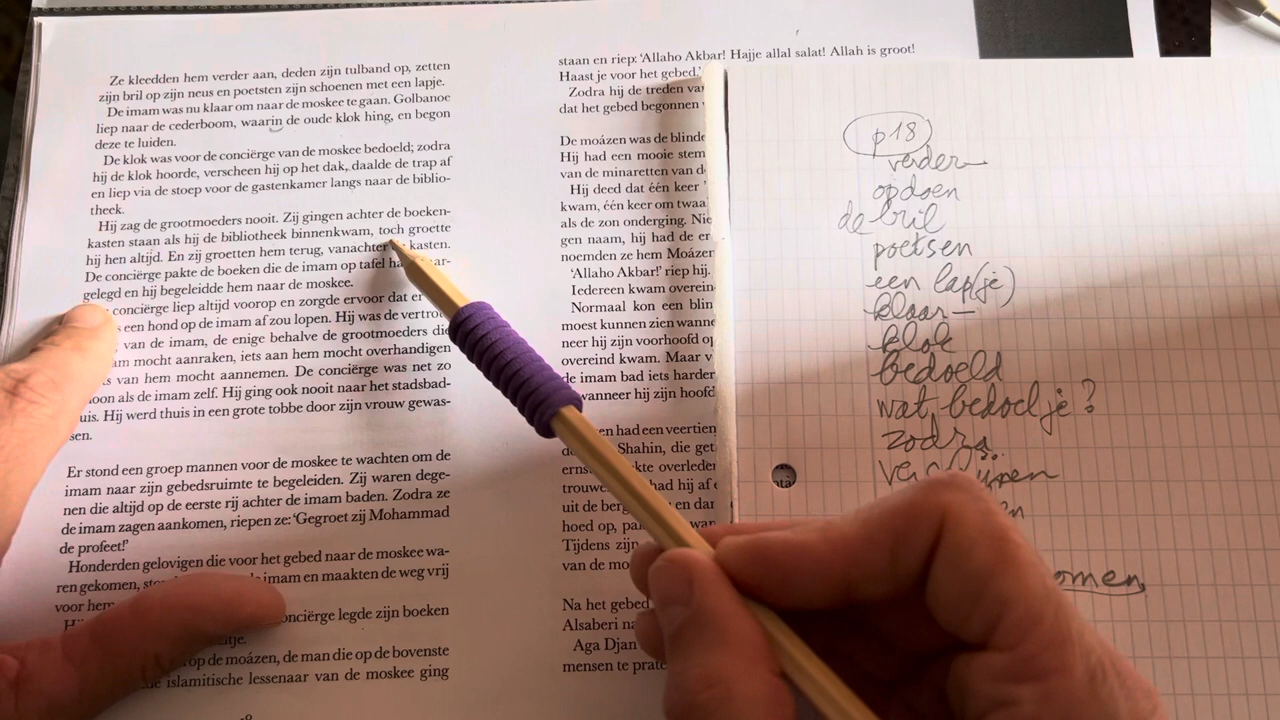 Ze kleedden hem verder aan, deden zijn tulband op, zetten
zijn bril op zijn neus en poetsten zijn schoenen met een lapje.
De imam was nu klaar om naar de moskee te gaan. Golbanoe
liep naar de cederboom, waarin de oude klok hing, en begon
deze te luiden.
De klok was voor de conciërge van de moskee bedoeld; zodra
hij de klok hoorde, verscheen hij op het dak, daalde de trap af
en liep via de stoep voor de gastenkamer langs naar de biblio-
theek.
Hij zag de grootmoeders nooit. Zij gingen achter de boeken-
kasten staan als hij de bibliotheek binnenkwam, toch groette
hij hen altijd. En zij groetten hem terug, vanachter kasten.
De conciërge pakte de boeken die de imam op tafel
gelegd en hij begeleidde hem naar de moskee.
conciërge liep altijd voorop en zorgde ervoor dat er
een hond op de imam af zou lopen. Hij was de
van de imam, de enige behalve de grootmoeders die
mocht aanraken, iets aan hem mocht overhandigen
van hem mocht aannemen. De conciërge was net zo
als de imam zelf. Hij ging ook nooit naar het stadsbad-
Hij werd thuis in een grote tobbe door zijn vrouw gewas-
sen.
Er stond een groep mannen voor de moskee te wachten om de
imam naar zijn gebedsruimte te begeleiden. Zij waren dege-
nen die altijd op de eerste rij achter de imam baden. Zodra ze
de imam zagen aankomen, riepen ze: 'Gegroet zij Mohammad
de profeet!'
Honderden gelovigen die voor het gebed naar de moskee wa-
ren gekomen, imam en maakten de weg vrij
voor hem
legde zijn boeken
op de moázen, de man die op de bovenste
islamitische lessenaar van de moskee ging
staan en riep: 'Allaho Akbar! Hajje allal salat! Allah is groot!
Haast je voor het gebed.'
Zodra hij de treden
dat het gebed begonnen
De moázen was de blinde
Hij had een mooie stem
van de minaretten van
Hij deed dat één keer
kwam, één keer om
als de zon onderging.
gen naam, hij had de
noemden ze hem
'Allaho Akbar!' riep hij.
Iedereen kwam
Normaal kon een
moest kunnen zien
neer hij zijn voorhoofd
overeind kwam. Maar
de imam bad iets harder
wanneer hij zijn hoofd
had een
Shahin, die
had hij
uit de en
hoed op,
Tijdens
van de
Na het gebed
Alsaberi
Aga Djan
mensen te
p18
verder
opdoen
de bril
poetsen
een lap(je)
klaar
klok
bedoeld
wat bedoel je?
zodra